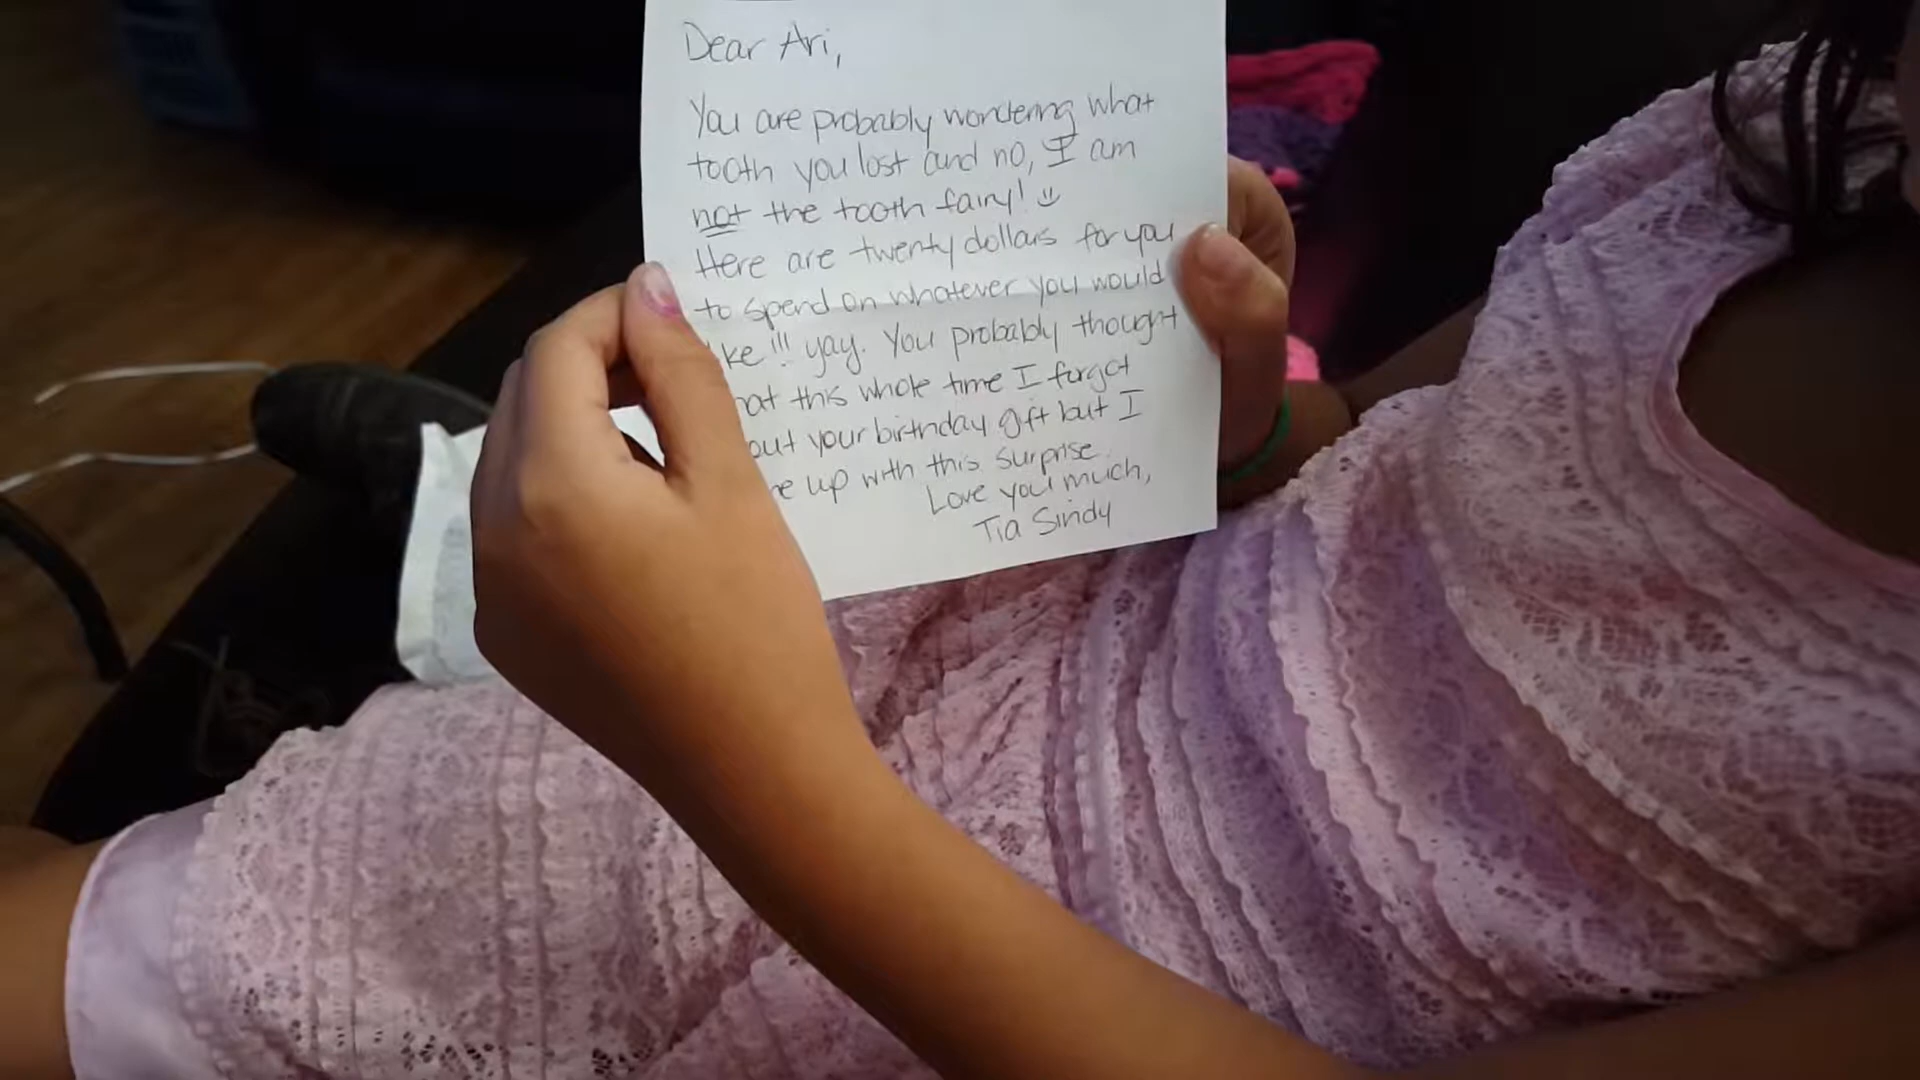 Dear Ari,
You are probably wondering what
tooth you lost and no, I am
not the tooth fairy! :)
Here are twenty dollars for you
to spend on whatever you would
ke!!! yay. You probably thought
hat this whole time I forgot
out your birthday gift but I
me up with this surprise.
Love you much,
Tia Sindy